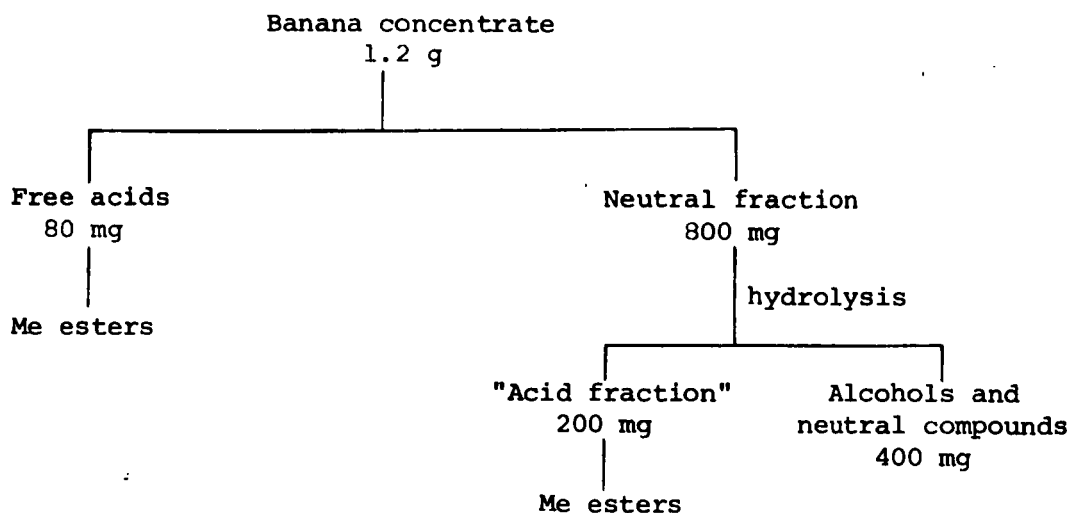 Banana concentrate
1.2 g
Free acids
80 mg
Me esters
Neutral fraction
800 mg
hydrolysis
"Acid fraction"
200 mg
Me esters
Alcohols and
neutral compounds
400 mg